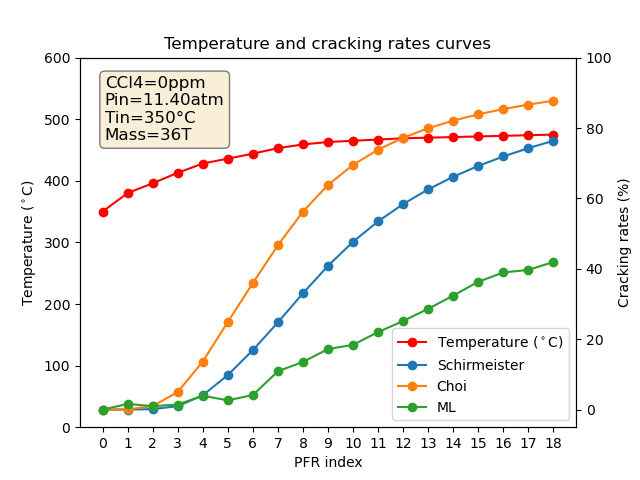 Temperature and cracking rates curves
CCl4=0ppm
Pin=11.40atm
Tin=350°C
Mass=36T
600
500
400
300
200
100
0
Temperature (°C)
100
80
60
40
20
0
Cracking rates (%)
Temperature (°C)
Schirmeister
Choi
ML
0 1 2 3 4 5 6 7 8 9 10 11 12 13 14 15 16 17 18
PFR index